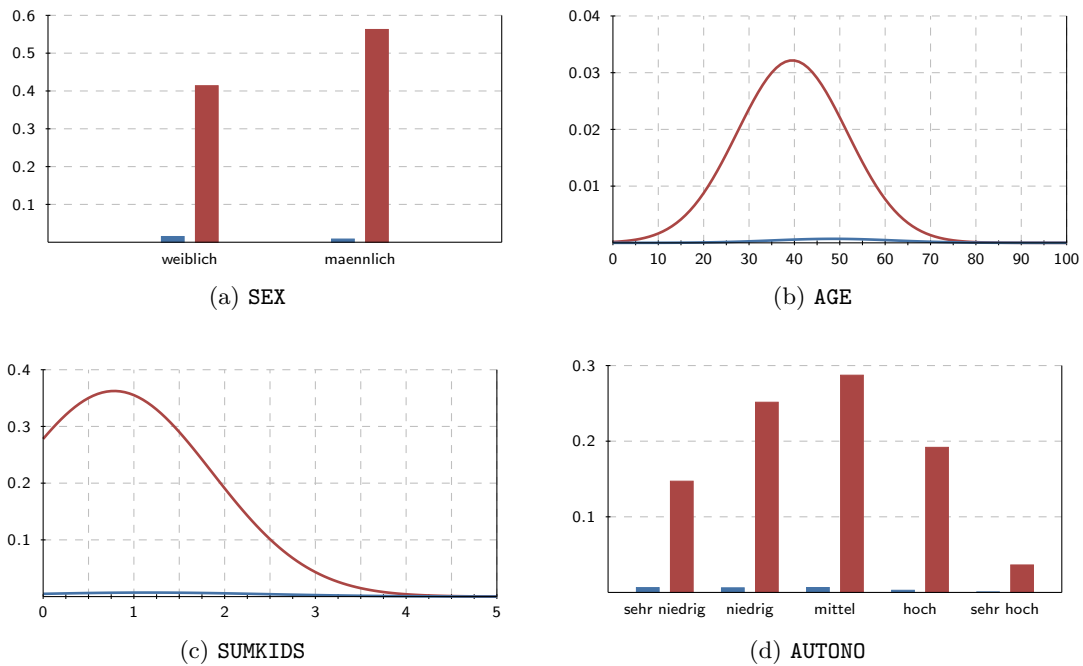 0.6
0.5
0.4
0.3
0.2
0.1
weiblich maennlich
(a) SEX
0.04
0.03
0.02
0.01
0 10 20 30 40 50 60 70 80 90 100
(b) AGE
0.4
0.3
0.2
0.1
0 1 2 3 4 5
(c) SUMKIDS
0.3
0.2
0.1
sehr niedrig niedrig mittel hoch sehr hoch
(d) AUTONO